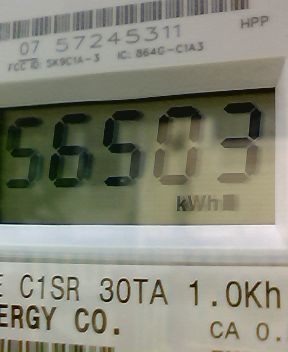 HPP
07 57245311
FCC ID: SK9C1A-3 IC: 864G-C1A3
56503
kWh
E C1SR 30TA 1.0Kh
ERGY CO.
CA 0.